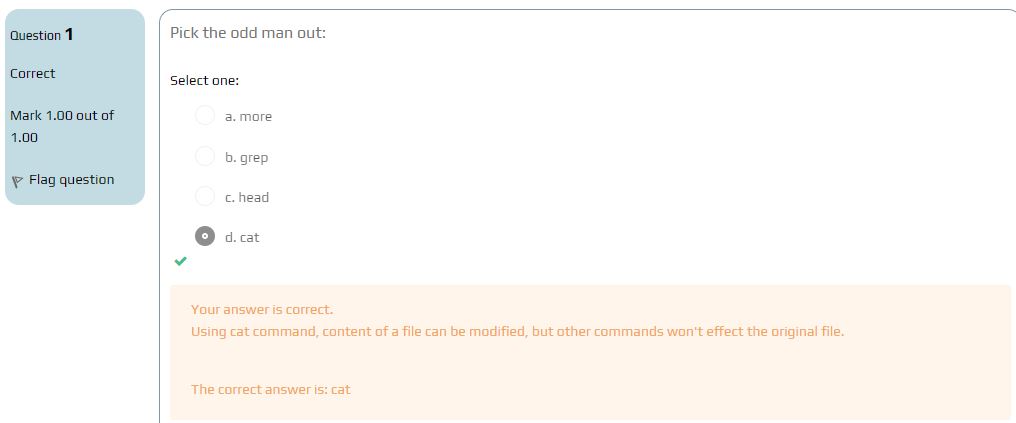 Question 1
Correct
Mark 1.00 out of
1.00
Flag question
Pick the odd man out:
Select one:
a. more
b. grep
c. head
d. cat
Your answer is correct.
Using cat command, content of a file can be modified, but other commands won't effect the original file.
The correct answer is: cat